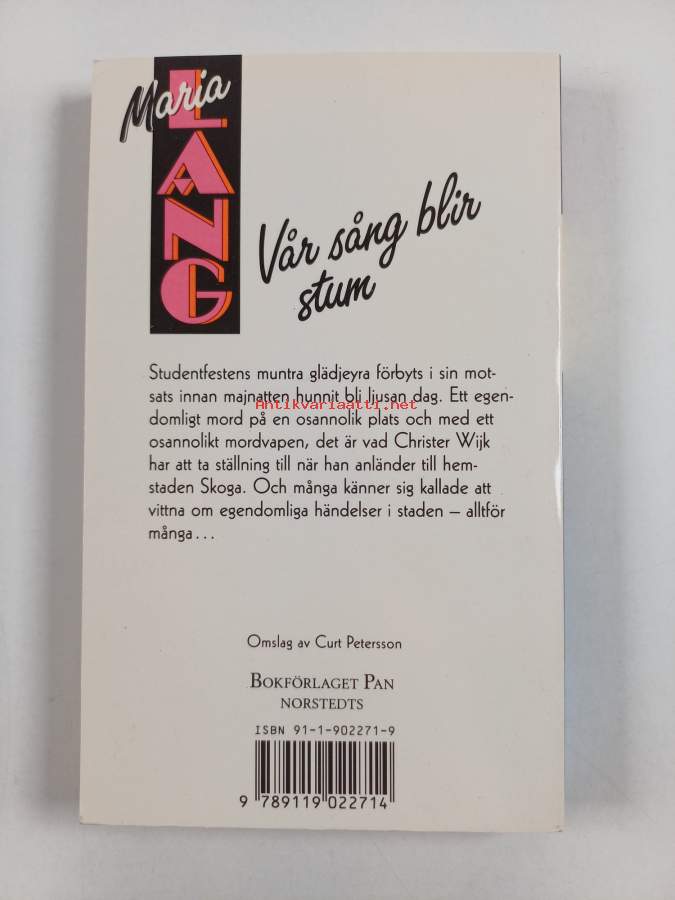 Maria
LANG
Vår sång blir
stum
Studentfestens muntra glädjeyra förbyts i sin mot-
sats innan majnatten hunnit bli ljusan dag. Ett egen-
Antikvariaatti.net
domligt mord på en osannolik plats och med ett
osannolikt mordvapen, det är vad Christer Wijk
har att ta ställning till när han anländer till hem-
staden Skoga. Och många känner sig kallade att
vittna om egendomliga händelser i staden – alltför
många...
Omslag av Curt Petersson
BOKFÖRLAGET PAN
NORSTEDTS
ISBN 91-1-902271-9
9 789119 022714